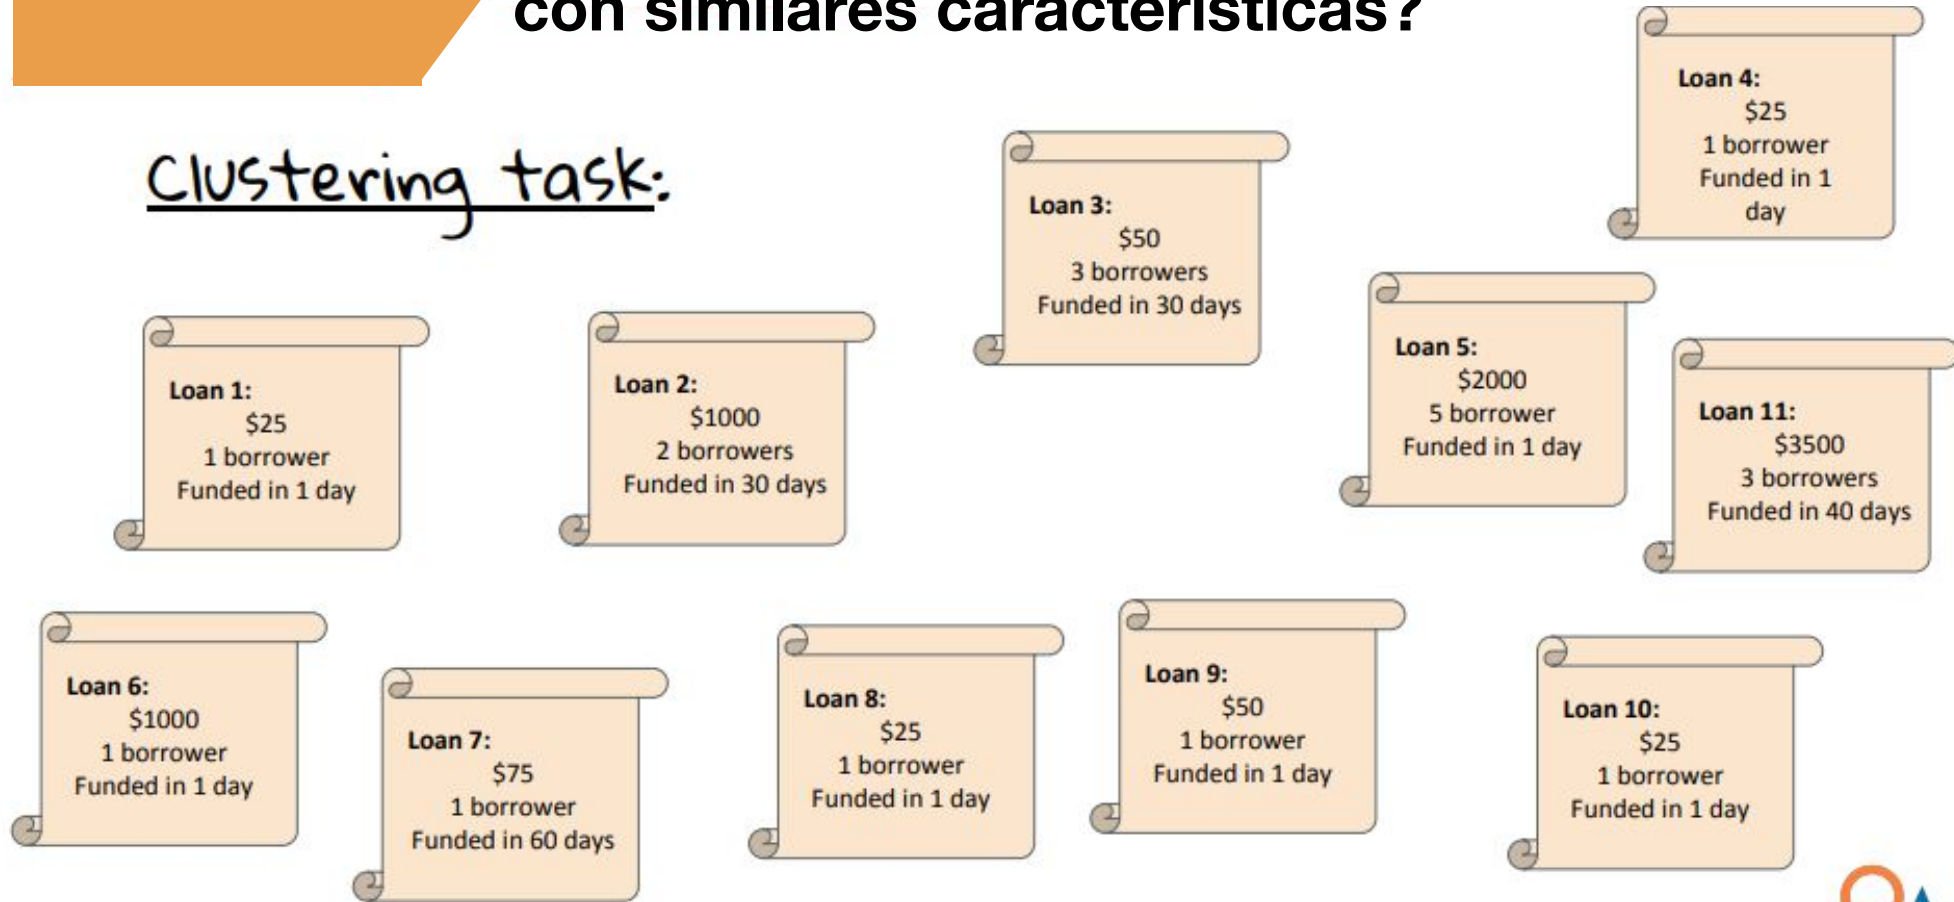 con similares características?
Clustering task:
Loan 4:
$25
1 borrower
Funded in 1
day
Loan 3:
$50
3 borrowers
Funded in 30 days
Loan 5:
$2000
5 borrower
Funded in 1 day
Loan 1:
$25
1 borrower
Funded in 1 day
Loan 2:
$1000
2 borrowers
Funded in 30 days
Loan 11:
$3500
3 borrowers
Funded in 40 days
Loan 6:
$1000
1 borrower
Funded in 1 day
Loan 7:
$75
1 borrower
Funded in 60 days
Loan 8:
$25
1 borrower
Funded in 1 day
Loan 9:
$50
1 borrower
Funded in 1 day
Loan 10:
$25
1 borrower
Funded in 1 day